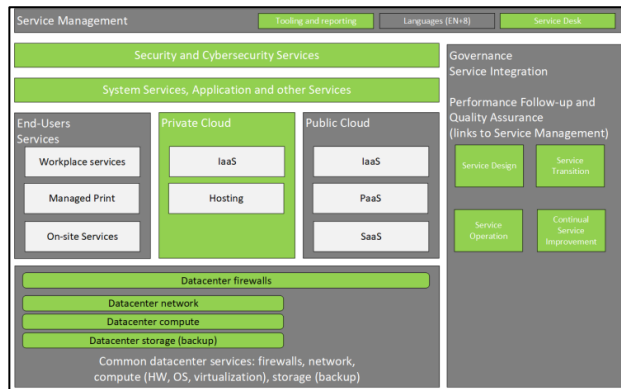 Service Management
Tooling and reporting
Languages (EN+8)
Service Desk
Security and Cybersecurity Services
System Services, Application and other Services
End-Users
Services
Workplace services
Managed Print
On-site Services
Private Cloud
IaaS
Hosting
Public Cloud
IaaS
PaaS
SaaS
Governance
Service Integration
Performance Follow-up and
Quality Assurance
(links to Service Management)
Service Design
Service
Transition
Service
Operation
Continual
Service
Improvement
Datacenter firewalls
Datacenter network
Datacenter compute
Datacenter storage (backup)
Common datacenter services: firewalls, network,
compute (HW, OS, virtualization), storage (backup)